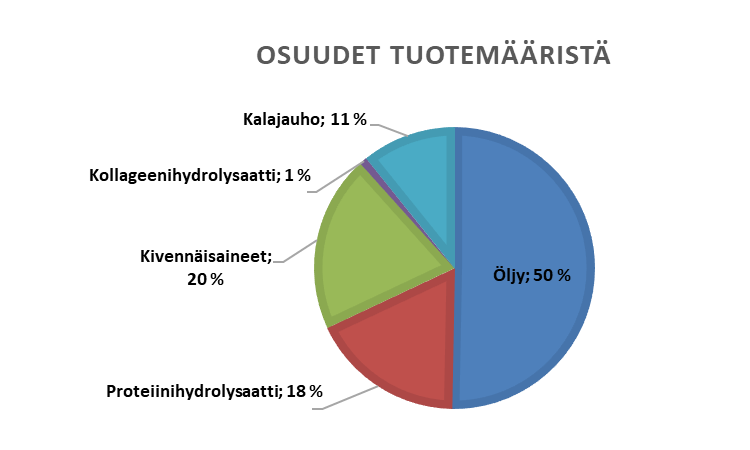 OSUUDET TUOTEMÄÄRISTÄ
Kalajauho; 11 %
Kollageenihydrolysaatti; 1 %
Kivennäisaineet;
20 %
Öljy; 50 %
Proteiinihydrolysaatti; 18 %